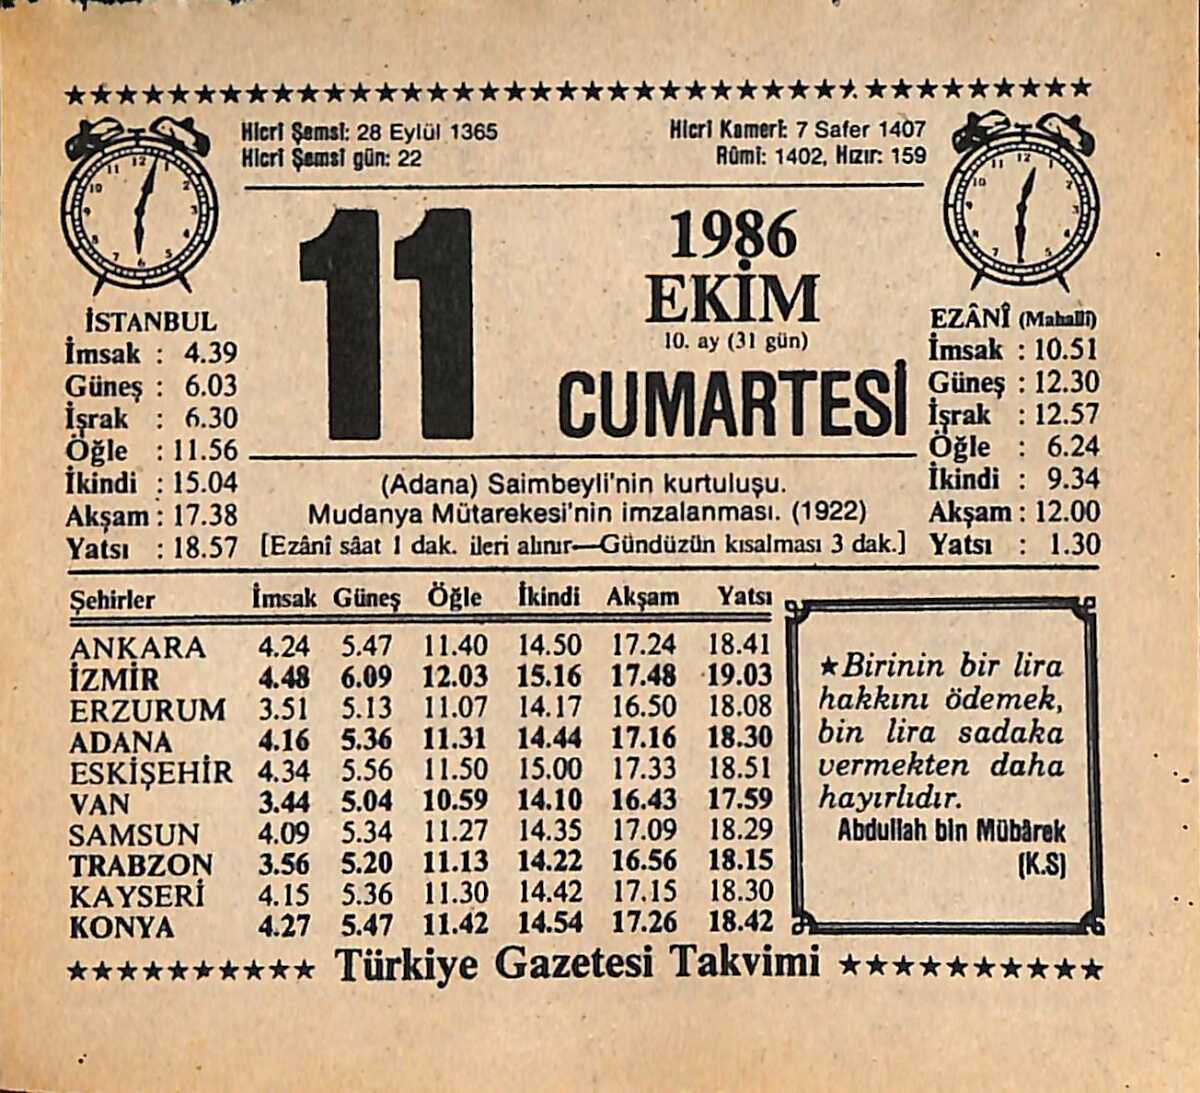 Hicrî Şemsî: 28 Eylül 1365
Hicrî Şemsî gün: 22
Hicrî Kamerî: 7 Safer 1407
Rûmî: 1402, Hızır: 159
11
1986
EKİM
10. ay (31 gün)
CUMARTESİ
İSTANBUL
İmsak : 4.39
Güneş : 6.03
İşrak : 6.30
Öğle : 11.56
İkindi : 15.04
Akşam : 17.38
Yatsı : 18.57
EZÂNÎ (Mahallî)
İmsak : 10.51
Güneş : 12.30
İşrak : 12.57
Öğle : 6.24
İkindi : 9.34
Akşam : 12.00
Yatsı : 1.30
(Adana) Saimbeyli'nin kurtuluşu.
Mudanya Mütarekesi'nin imzalanması. (1922)
[Ezânî sâat 1 dak. ileri alınır—Gündüzün kısalması 3 dak.]
Şehirler İmsak Güneş Öğle İkindi Akşam Yatsı
ANKARA 4.24 5.47 11.40 14.50 17.24 18.41
İZMİR 4.48 6.09 12.03 15.16 17.48 19.03
ERZURUM 3.51 5.13 11.07 14.17 16.50 18.08
ADANA 4.16 5.36 11.31 14.44 17.16 18.30
ESKİŞEHİR 4.34 5.56 11.50 15.00 17.33 18.51
VAN 3.44 5.04 10.59 14.10 16.43 17.59
SAMSUN 4.09 5.34 11.27 14.35 17.09 18.29
TRABZON 3.56 5.20 11.13 14.22 16.56 18.15
KAYSERİ 4.15 5.36 11.30 14.42 17.15 18.30
KONYA 4.27 5.47 11.42 14.54 17.26 18.42
★Birinin bir lira
hakkını ödemek,
bin lira sadaka
vermekten daha
hayırlıdır.
Abdullah bin Mübârek
(K.S)
Türkiye Gazetesi Takvimi